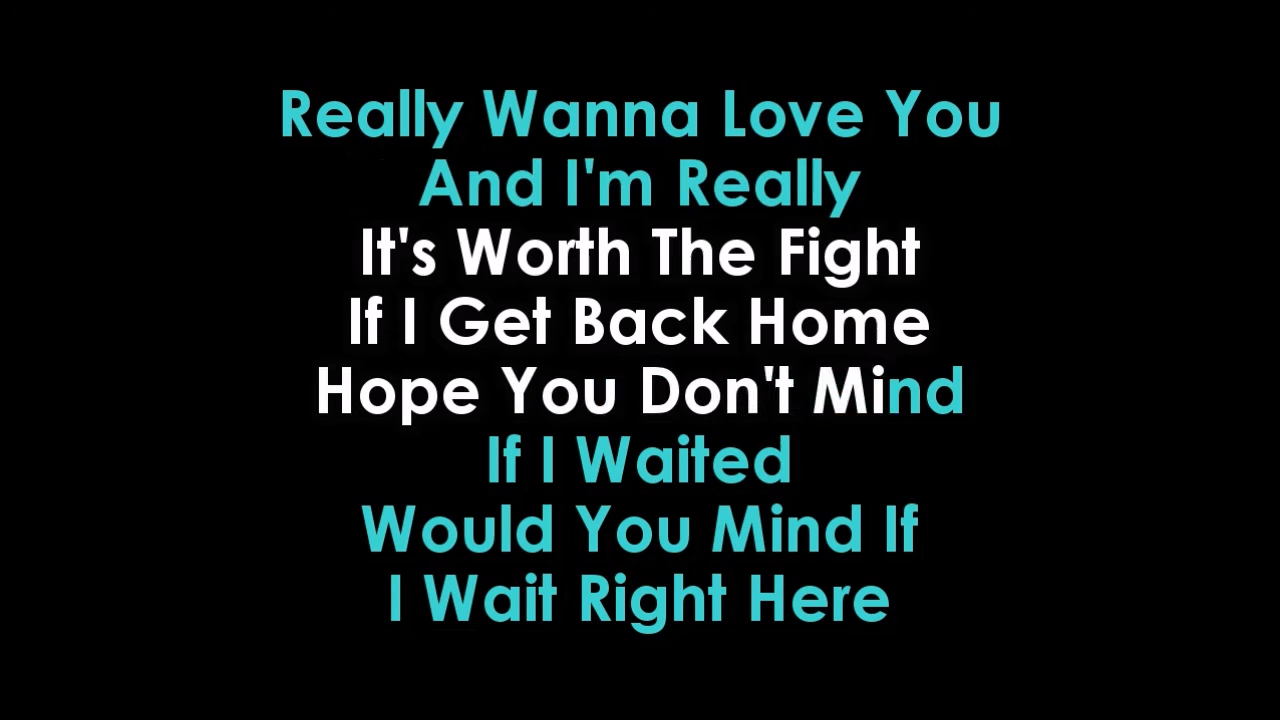 Really Wanna Love You
And I'm Really
It's Worth The Fight
If I Get Back Home
Hope You Don't Mind
If I Waited
Would You Mind If
I Wait Right Here